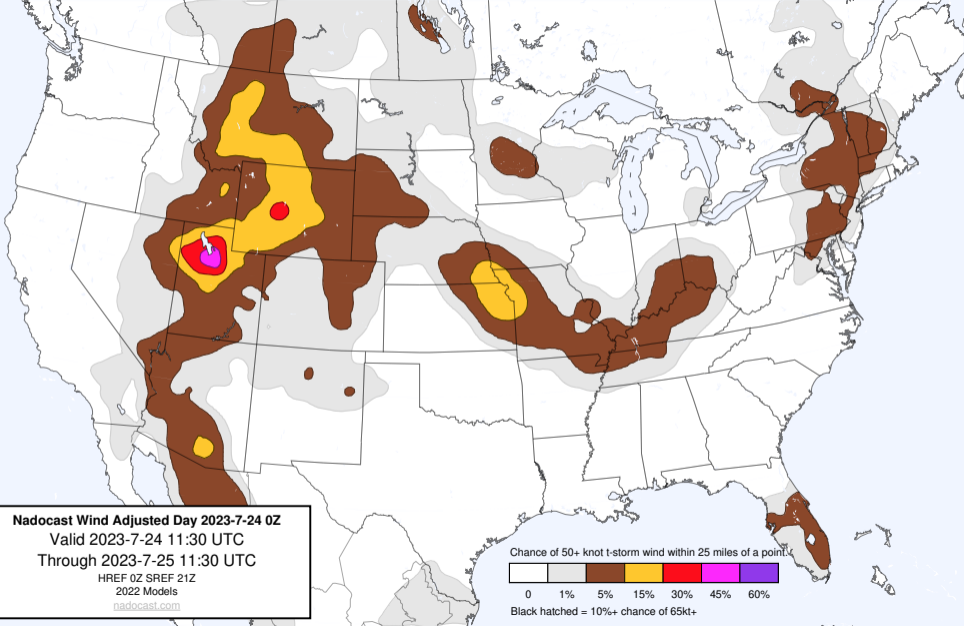 Nadocast Wind Adjusted Day 2023-7-24 0Z
Valid 2023-7-24 11:30 UTC
Through 2023-7-25 11:30 UTC
HREF 0Z SREF 21Z
2022 Models
nadocast.com
Chance of 50+ knot t-storm wind within 25 miles of a point.
0 1% 5% 15% 30% 45% 60%
Black hatched = 10%+ chance of 65kt+